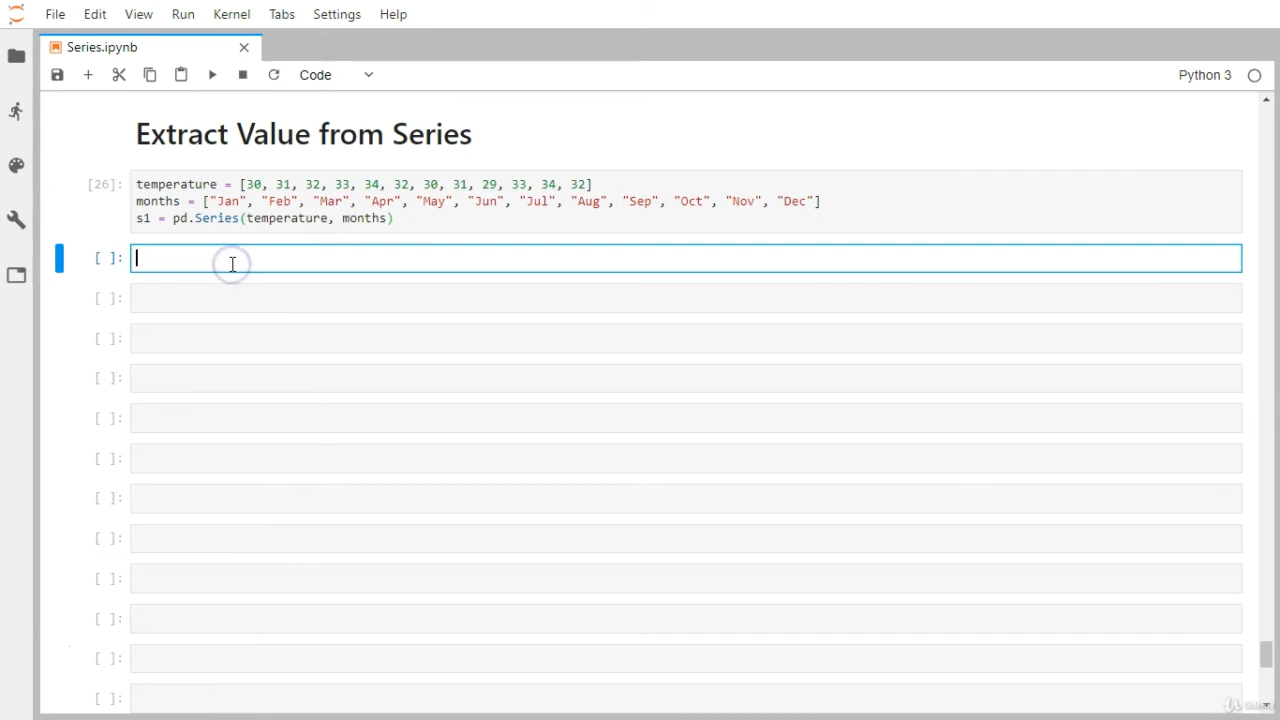 File Edit View Run Kernel Tabs Settings Help
Series.ipynb
Code
Python 3
Extract Value from Series
[26]:
temperature = [30, 31, 32, 33, 34, 32, 30, 31, 29, 33, 34, 32]
months = ["Jan", "Feb", "Mar", "Apr", "May", "Jun", "Jul", "Aug", "Sep", "Oct", "Nov", "Dec"]
s1 = pd.Series(temperature, months)
[ ]:
[ ]:
[ ]:
[ ]:
[ ]:
[ ]:
[ ]:
[ ]:
[ ]:
[ ]:
[ ]:
[ ]: